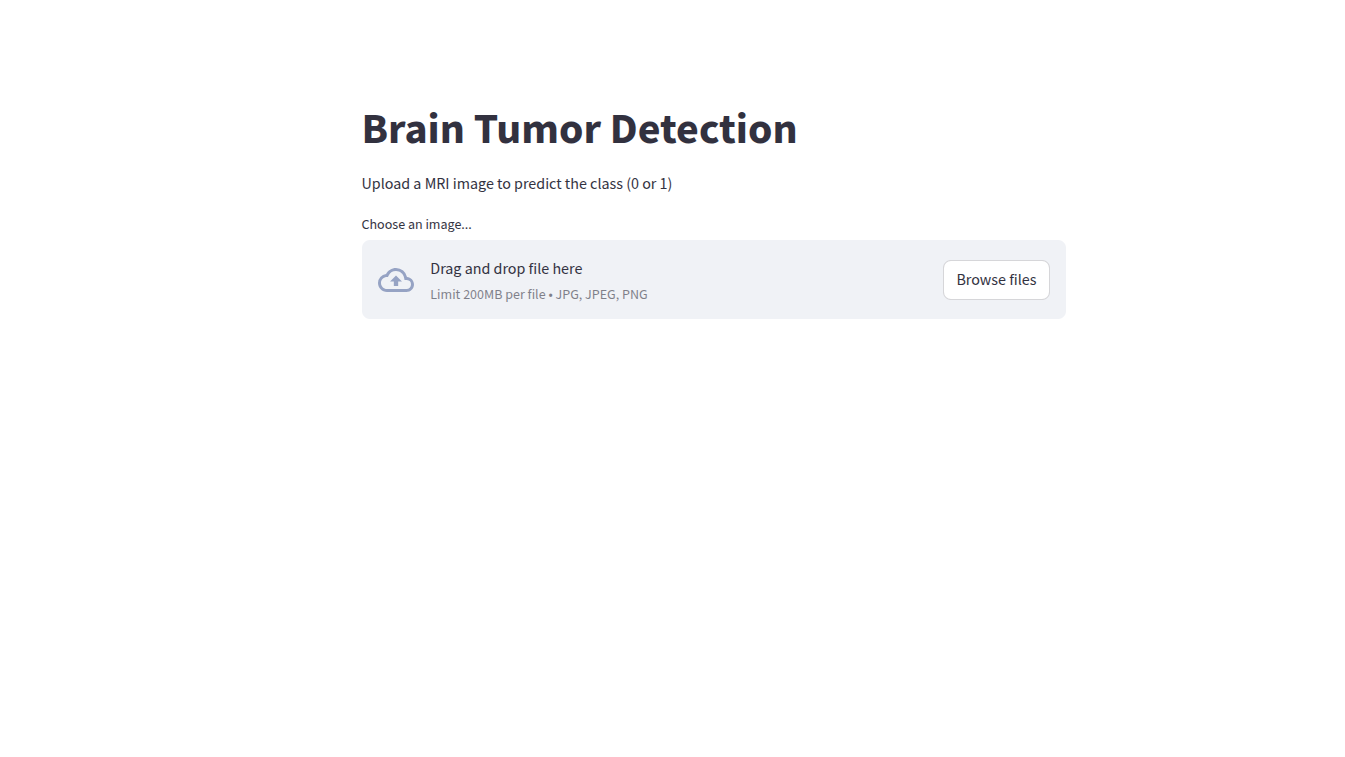 Brain Tumor Detection
Upload a MRI image to predict the class (0 or 1)
Choose an image...
Drag and drop file here
Limit 200MB per file • JPG, JPEG, PNG
Browse files